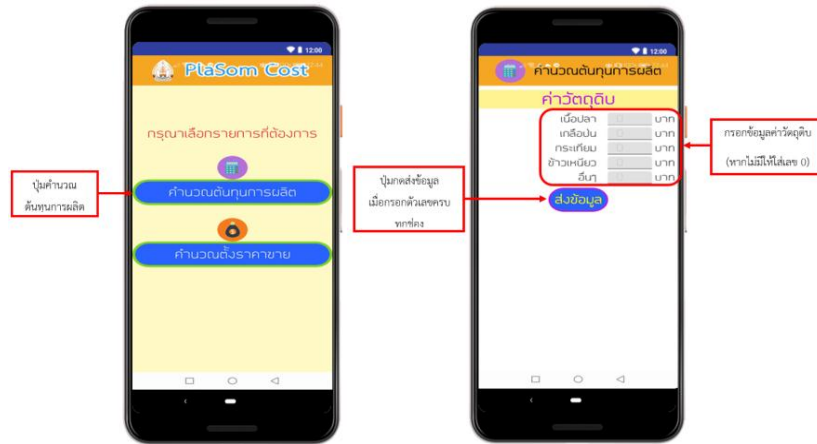 12:00
PlaSom Cost
กรุณาเลือกรายการที่ต้องการ
คำนวณต้นทุนการผลิต
คำนวณตั้งราคาขาย
ปุ่มคำนวณ
ต้นทุนการผลิต
12:00
คำนวณต้นทุนการผลิต
ค่าวัตถุดิบ
เนื้อปลา 0 บาท
เกลือป่น 0 บาท
กระเทียม 0 บาท
ข้าวเหนียว 0 บาท
อื่นๆ 0 บาท
ส่งข้อมูล
ปุ่มกดส่งข้อมูล
เมื่อกรอกตัวเลขครบ
ทุกช่อง
กรอกข้อมูลค่าวัตถุดิบ
(หากไม่มีให้ใส่เลข 0)